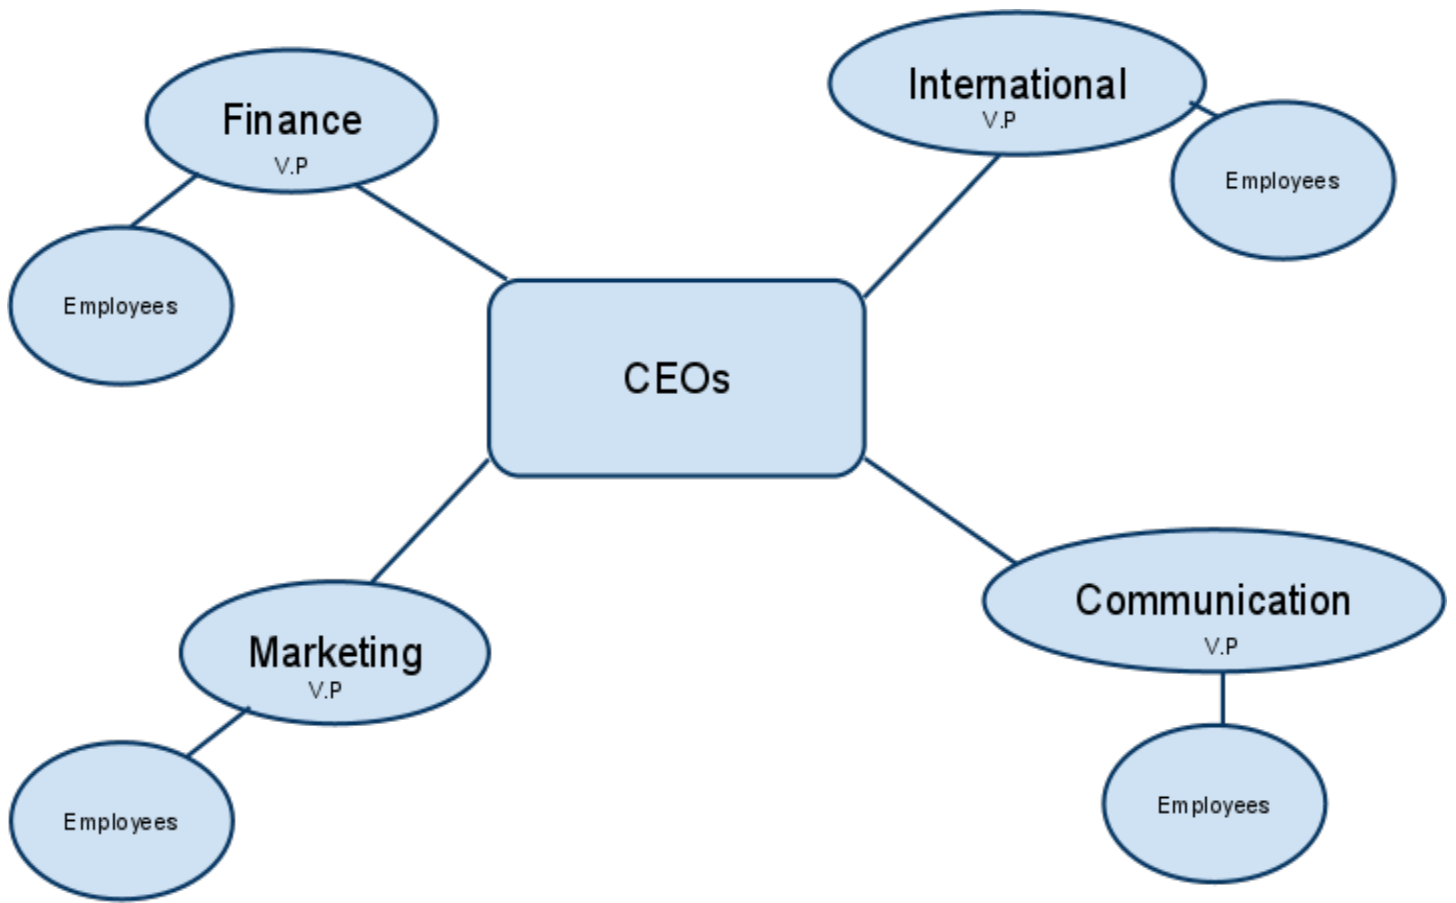 International
V.P
Finance
V.P
Employees
Employees
CEOs
Communication
V.P
Marketing
V.P
Employees
Employees